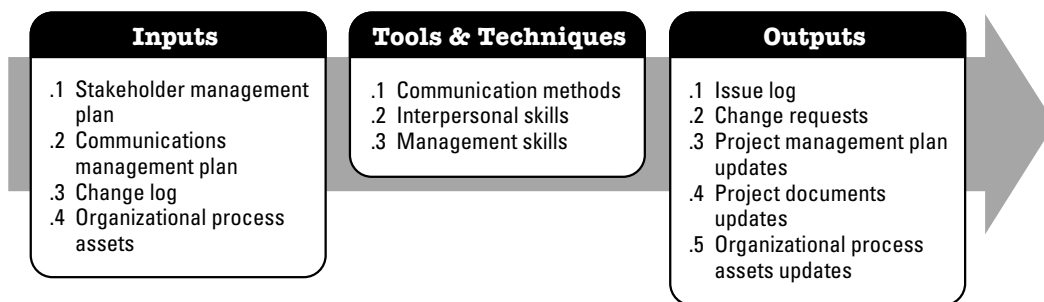 Inputs
.1 Stakeholder management
plan
.2 Communications
management plan
.3 Change log
.4 Organizational process
assets
Tools & Techniques
.1 Communication methods
.2 Interpersonal skills
.3 Management skills
Outputs
.1 Issue log
.2 Change requests
.3 Project management plan
updates
.4 Project documents
updates
.5 Organizational process
assets updates